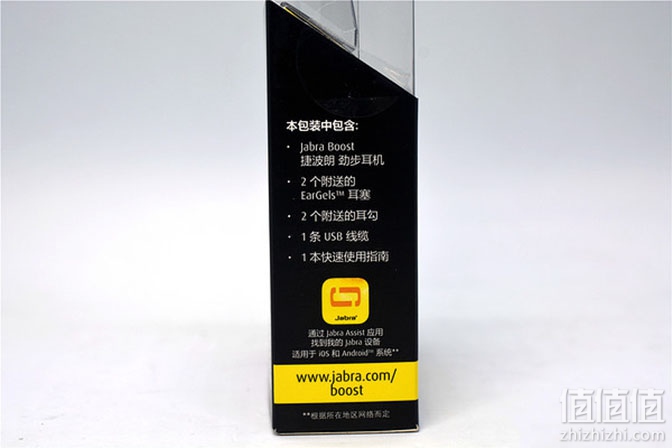 本包装中包含:
· Jabra Boost
捷波朗 劲步耳机
· 2 个附送的
EarGels™ 耳塞
· 2 个附送的耳勾
· 1 条 USB 线缆
· 1 本快速使用指南
Jabra®
通过 Jabra Assist 应用
找到我的 Jabra 设备
适用于 iOS 和 Android™ 系统**
www.jabra.com/
boost
**根据所在地区网络而定
值值值
zhizhizhi.com